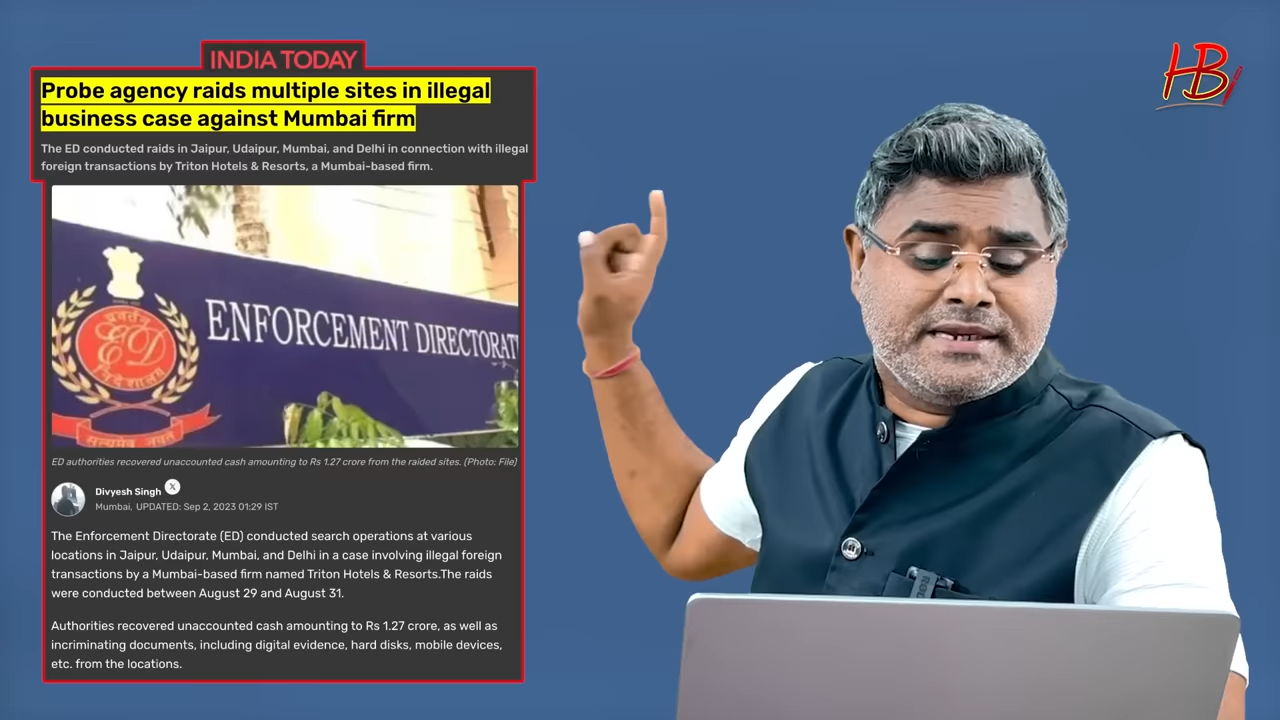 INDIA TODAY
Probe agency raids multiple sites in illegal
business case against Mumbai firm
The ED conducted raids in Jaipur, Udaipur, Mumbai, and Delhi in connection with illegal
foreign transactions by Triton Hotels & Resorts, a Mumbai-based firm.
प्रवर्तन
ED
निदेशालय
सत्यमेव जयते
ENFORCEMENT DIRECTORAT
ED authorities recovered unaccounted cash amounting to Rs 1.27 crore from the raided sites. (Photo: File)
Divyesh Singh X
Mumbai, UPDATED: Sep 2, 2023 01:29 IST
The Enforcement Directorate (ED) conducted search operations at various
locations in Jaipur, Udaipur, Mumbai, and Delhi in a case involving illegal foreign
transactions by a Mumbai-based firm named Triton Hotels & Resorts.The raids
were conducted between August 29 and August 31.
Authorities recovered unaccounted cash amounting to Rs 1.27 crore, as well as
incriminating documents, including digital evidence, hard disks, mobile devices,
etc. from the locations.
HB